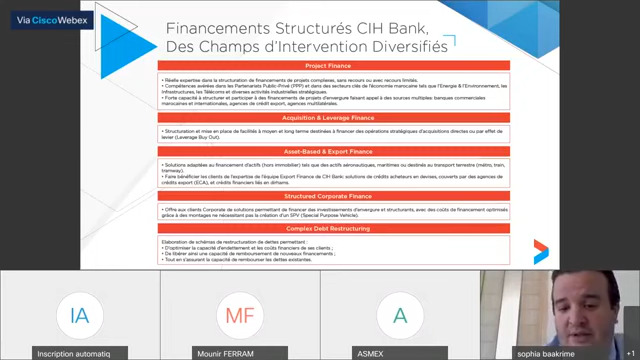 Via CiscoWebex
Financements Structurés CIH Bank,
Des Champs d'Intervention Diversifiés
Project Finance
• Réelle expertise dans la structuration de financements de projets complexes, sans recours ou avec recours limités.
• Compétences avérées dans les Partenariats Public-Privé (PPP) et dans des secteurs clés de l'économie marocaine tels que l'Energie & l'Environnement, les
Infrastructures, les Télécoms et diverses activités industrielles stratégiques.
• Forte capacité à structurer et participer à des financements de projets d'envergure faisant appel à des sources multiples: banques commerciales
marocaines et internationales, agences de crédit export, agences multilatérales.
Acquisition & Leverage Finance
• Structuration et mise en place de facilités à moyen et long terme destinées à financer des opérations stratégiques d'acquisitions directes ou par effet de
levier (Leverage Buy Out).
Asset-Based & Export Finance
• Solutions adaptées au financement d'actifs (hors immobilier) tels que des actifs aéronautiques, maritimes ou destinés au transport terrestre (métro, train,
tramway).
• Faire bénéficier les clients de l'expertise de l'équipe Export Finance de CIH Bank: solutions de crédits acheteurs en devises, couverts par des agences de
crédits export (ECA), et crédits financiers liés en dirhams.
Structured Corporate Finance
• Offre aux clients Corporate de solutions permettant de financer des investissements d'envergure et structurants, avec des coûts de financement optimisés
grâce à des montages ne nécessitant pas la création d'un SPV (Special Purpose Vehicle).
Complex Debt Restructuring
Elaboration de schémas de restructuration de dettes permettant :
• D'optimiser la capacité d'endettement et les coûts financiers de ses clients ;
• De libérer ainsi une capacité de remboursement de nouveaux financements ;
• Tout en s'assurant la capacité de rembourser les dettes existantes.
IA
MF
A
Inscription automatiq
Mounir FERRAM
ASMEX
sophia baakrime
+1